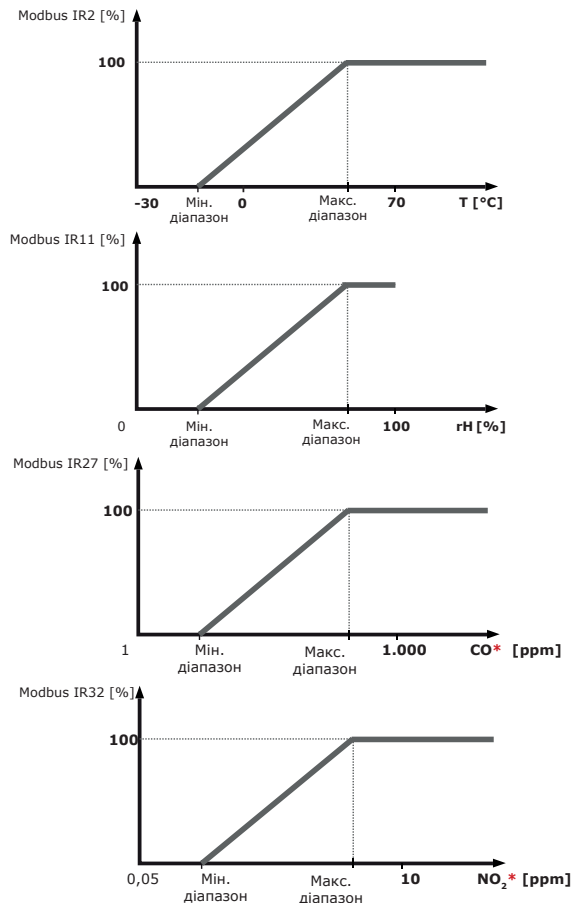 Modbus IR2 [%]
100
-30 Мін. діапазон 0 Макс. діапазон 70 T [°C]
Modbus IR11 [%]
100
0 Мін. діапазон Макс. діапазон 100 rH [%]
Modbus IR27 [%]
100
1 Мін. діапазон Макс. діапазон 1.000 CO* [ppm]
Modbus IR32 [%]
100
0,05 Мін. діапазон Макс. діапазон 10 NO₂* [ppm]